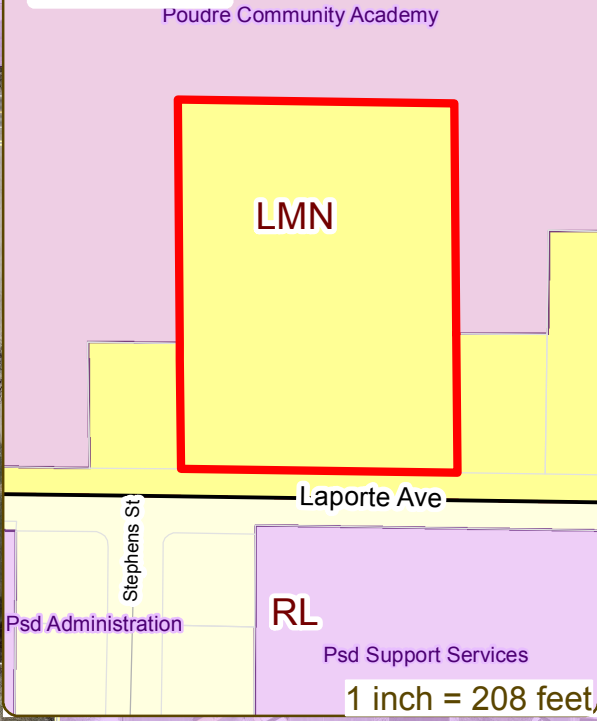 Poudre Community Academy
LMN
Laporte Ave
Stephens St
RL
Psd Administration
Psd Support Services
1 inch = 208 feet